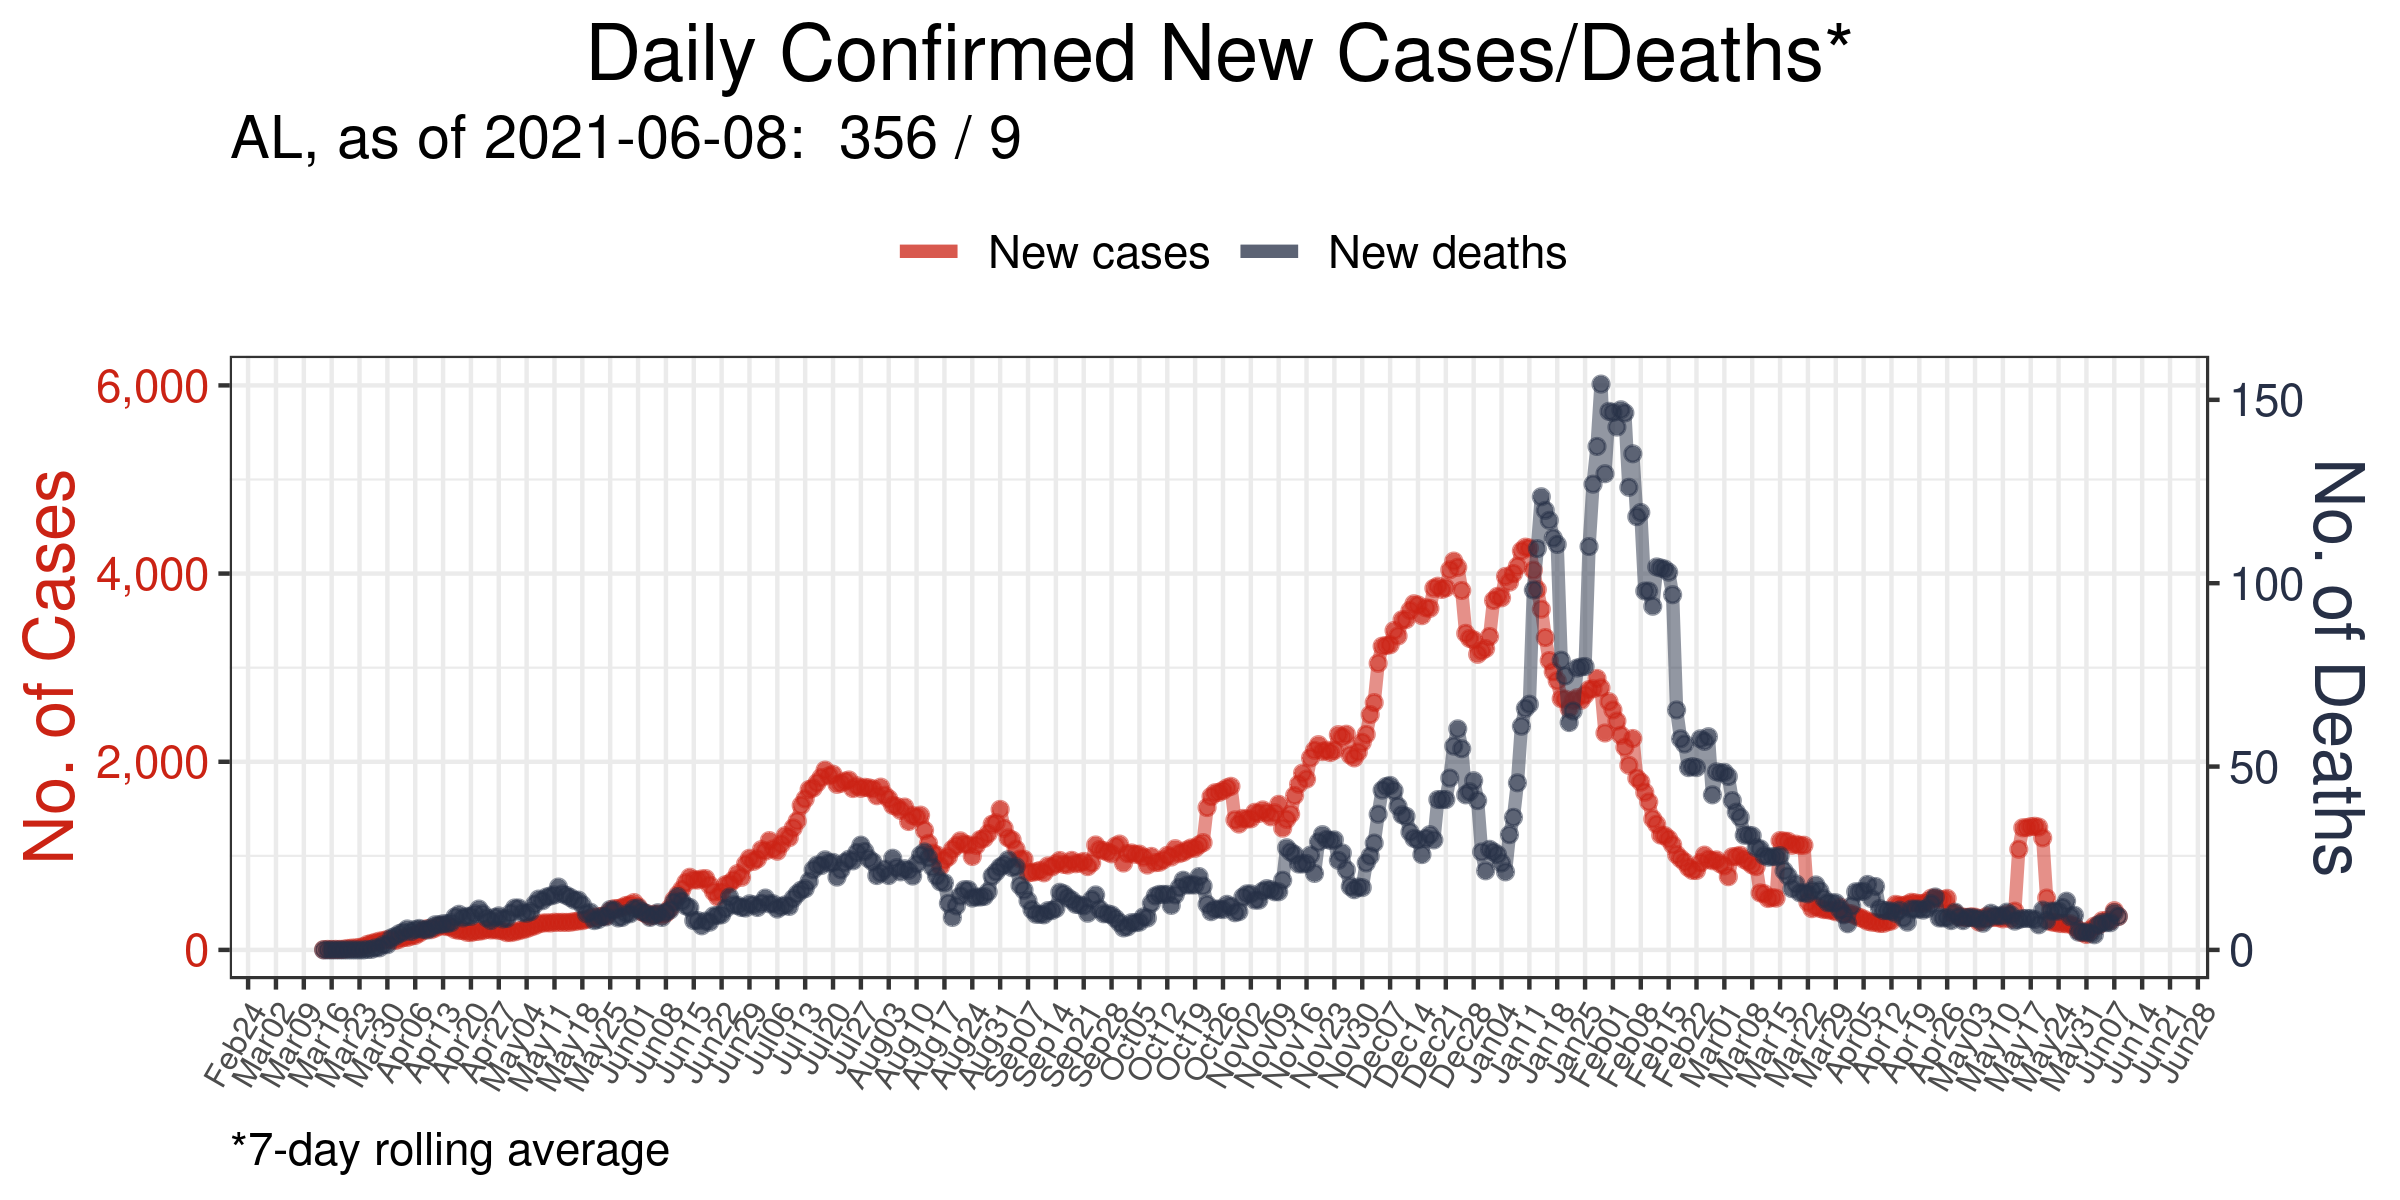 Daily Confirmed New Cases/Deaths*
AL, as of 2021-06-08:  356 / 9
New cases
New deaths
No. of Cases
6,000
4,000
2,000
0
150
100
50
0
No. of Deaths
Feb24
Mar02
Mar09
Mar16
Mar23
Mar30
Apr06
Apr13
Apr20
Apr27
May04
May11
May18
May25
Jun01
Jun08
Jun15
Jun22
Jun29
Jul06
Jul13
Jul20
Jul27
Aug03
Aug10
Aug17
Aug24
Aug31
Sep07
Sep14
Sep21
Sep28
Oct05
Oct12
Oct19
Oct26
Nov02
Nov09
Nov16
Nov23
Nov30
Dec07
Dec14
Dec21
Dec28
Jan04
Jan11
Jan18
Jan25
Feb01
Feb08
Feb15
Feb22
Mar01
Mar08
Mar15
Mar22
Mar29
Apr05
Apr12
Apr19
Apr26
May03
May10
May17
May24
May31
Jun07
Jun14
Jun21
Jun28
*7-day rolling average